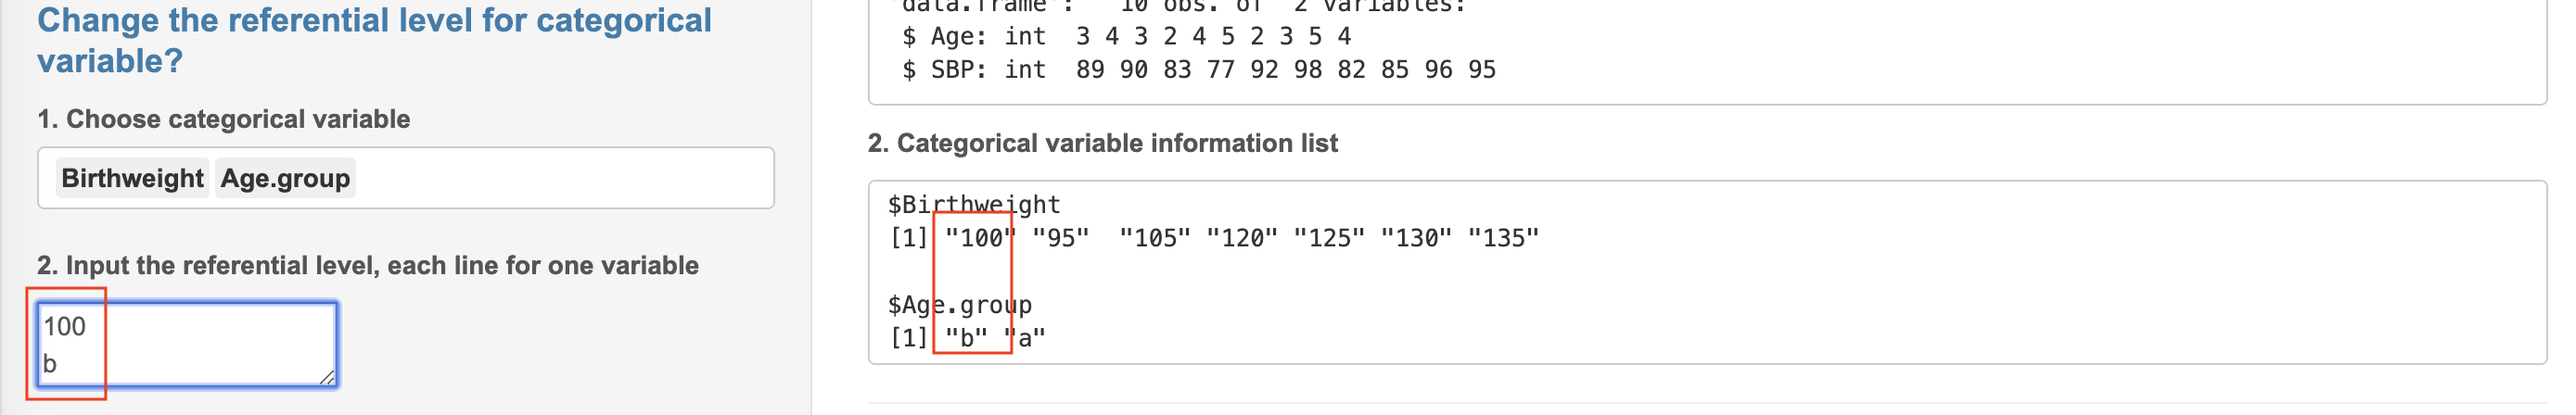 Change the referential level for categorical
variable?
1. Choose categorical variable
Birthweight Age.group
2. Input the referential level, each line for one variable
100
b
'data.frame': 10 obs. of 2 variables:
$ Age: int 3 4 3 2 4 5 2 3 5 4
$ SBP: int 89 90 83 77 92 98 82 85 96 95
2. Categorical variable information list
$Birthweight
[1] "100" "95" "105" "120" "125" "130" "135"
$Age.group
[1] "b" "a"